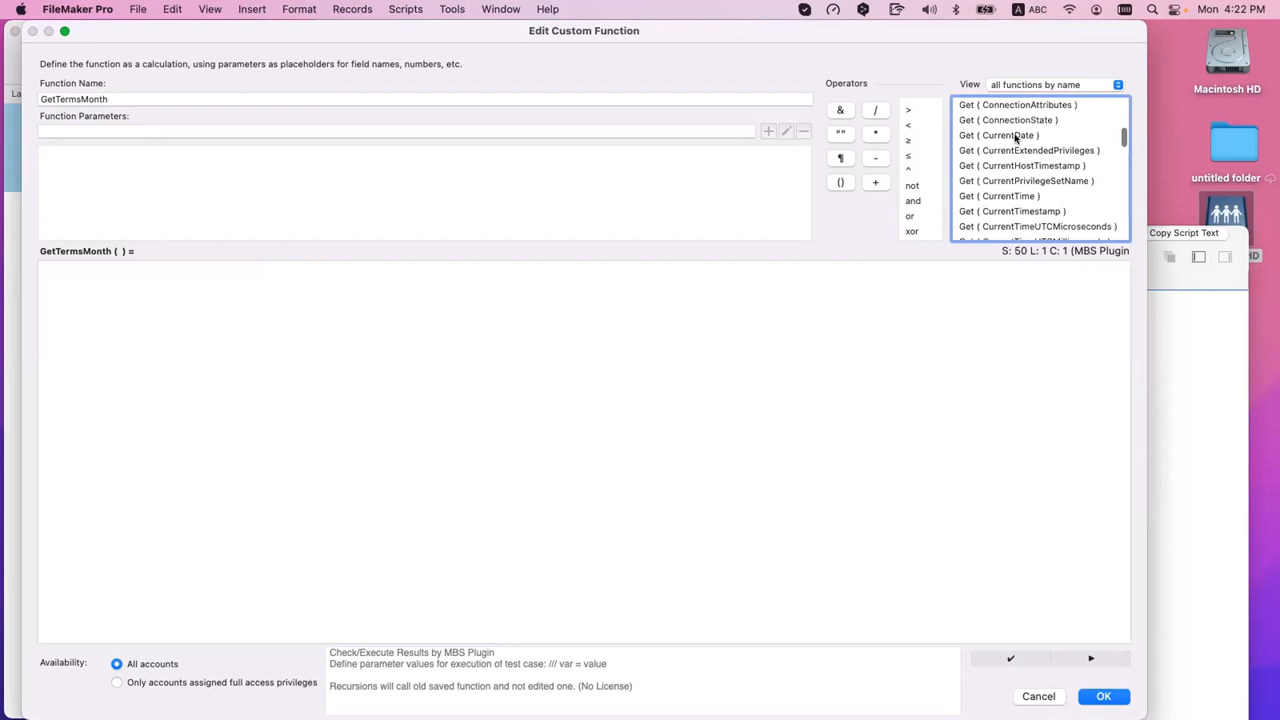 FileMaker Pro File Edit View Insert Format Records Scripts Tools Window Help A ABC Mon 4:22 PM
Edit Custom Function
Define the function as a calculation, using parameters as placeholders for field names, numbers, etc.
Function Name:
GetTermsMonth
Function Parameters:
Operators
& /
"" *
¶ -
() +
>
<
≥
≤
^
not
and
or
xor
View all functions by name
Get ( ConnectionAttributes )
Get ( ConnectionState )
Get ( CurrentDate )
Get ( CurrentExtendedPrivileges )
Get ( CurrentHostTimestamp )
Get ( CurrentPrivilegeSetName )
Get ( CurrentTime )
Get ( CurrentTimestamp )
Get ( CurrentTimeUTCMicroseconds )
GetTermsMonth ( ) =
S: 50 L: 1 C: 1 (MBS Plugin
Availability:
All accounts
Only accounts assigned full access privileges
Check/Execute Results by MBS Plugin
Define parameter values for execution of test case: /// var = value
Recursions will call old saved function and not edited one. (No License)
Cancel OK
La
Macintosh HD
untitled folder
Copy Script Text
HD